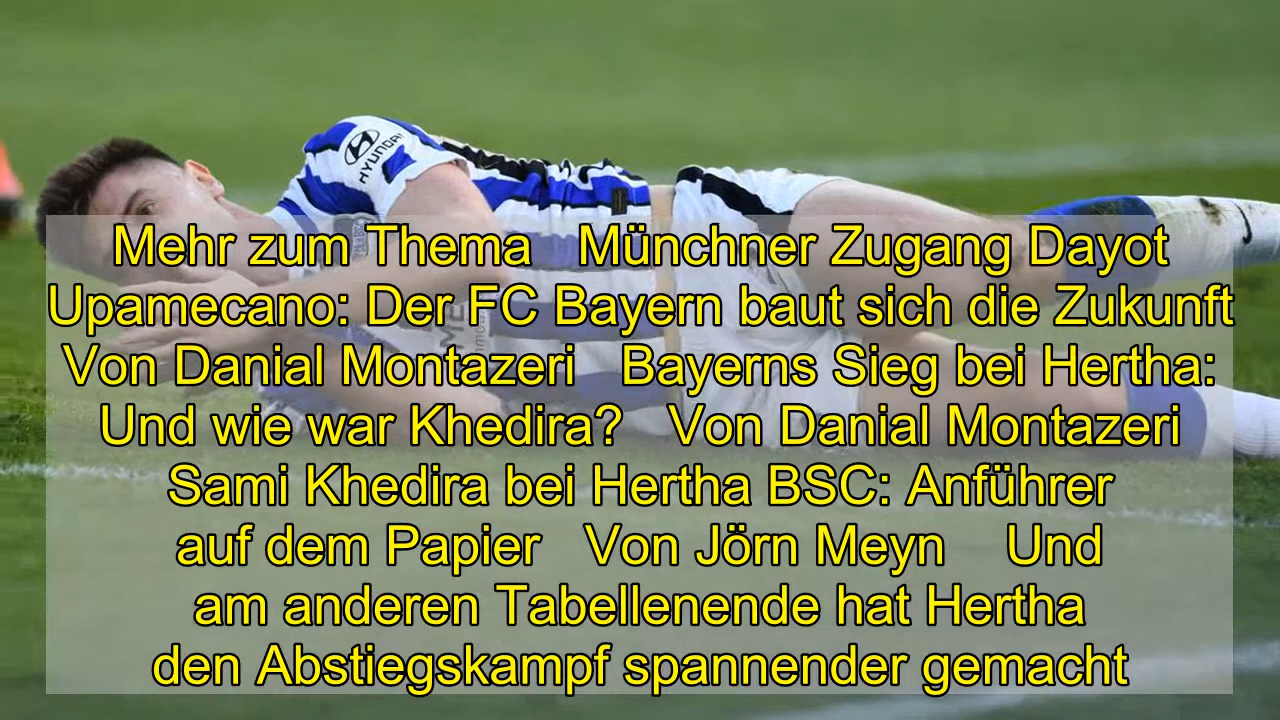 HYUNDAI
Mehr zum Thema Münchner Zugang Dayot
Upamecano: Der FC Bayern baut sich die Zukunft
Von Danial Montazeri Bayerns Sieg bei Hertha:
Und wie war Khedira? Von Danial Montazeri
Sami Khedira bei Hertha BSC: Anführer
auf dem Papier Von Jörn Meyn Und
am anderen Tabellenende hat Hertha
den Abstiegskampf spannender gemacht